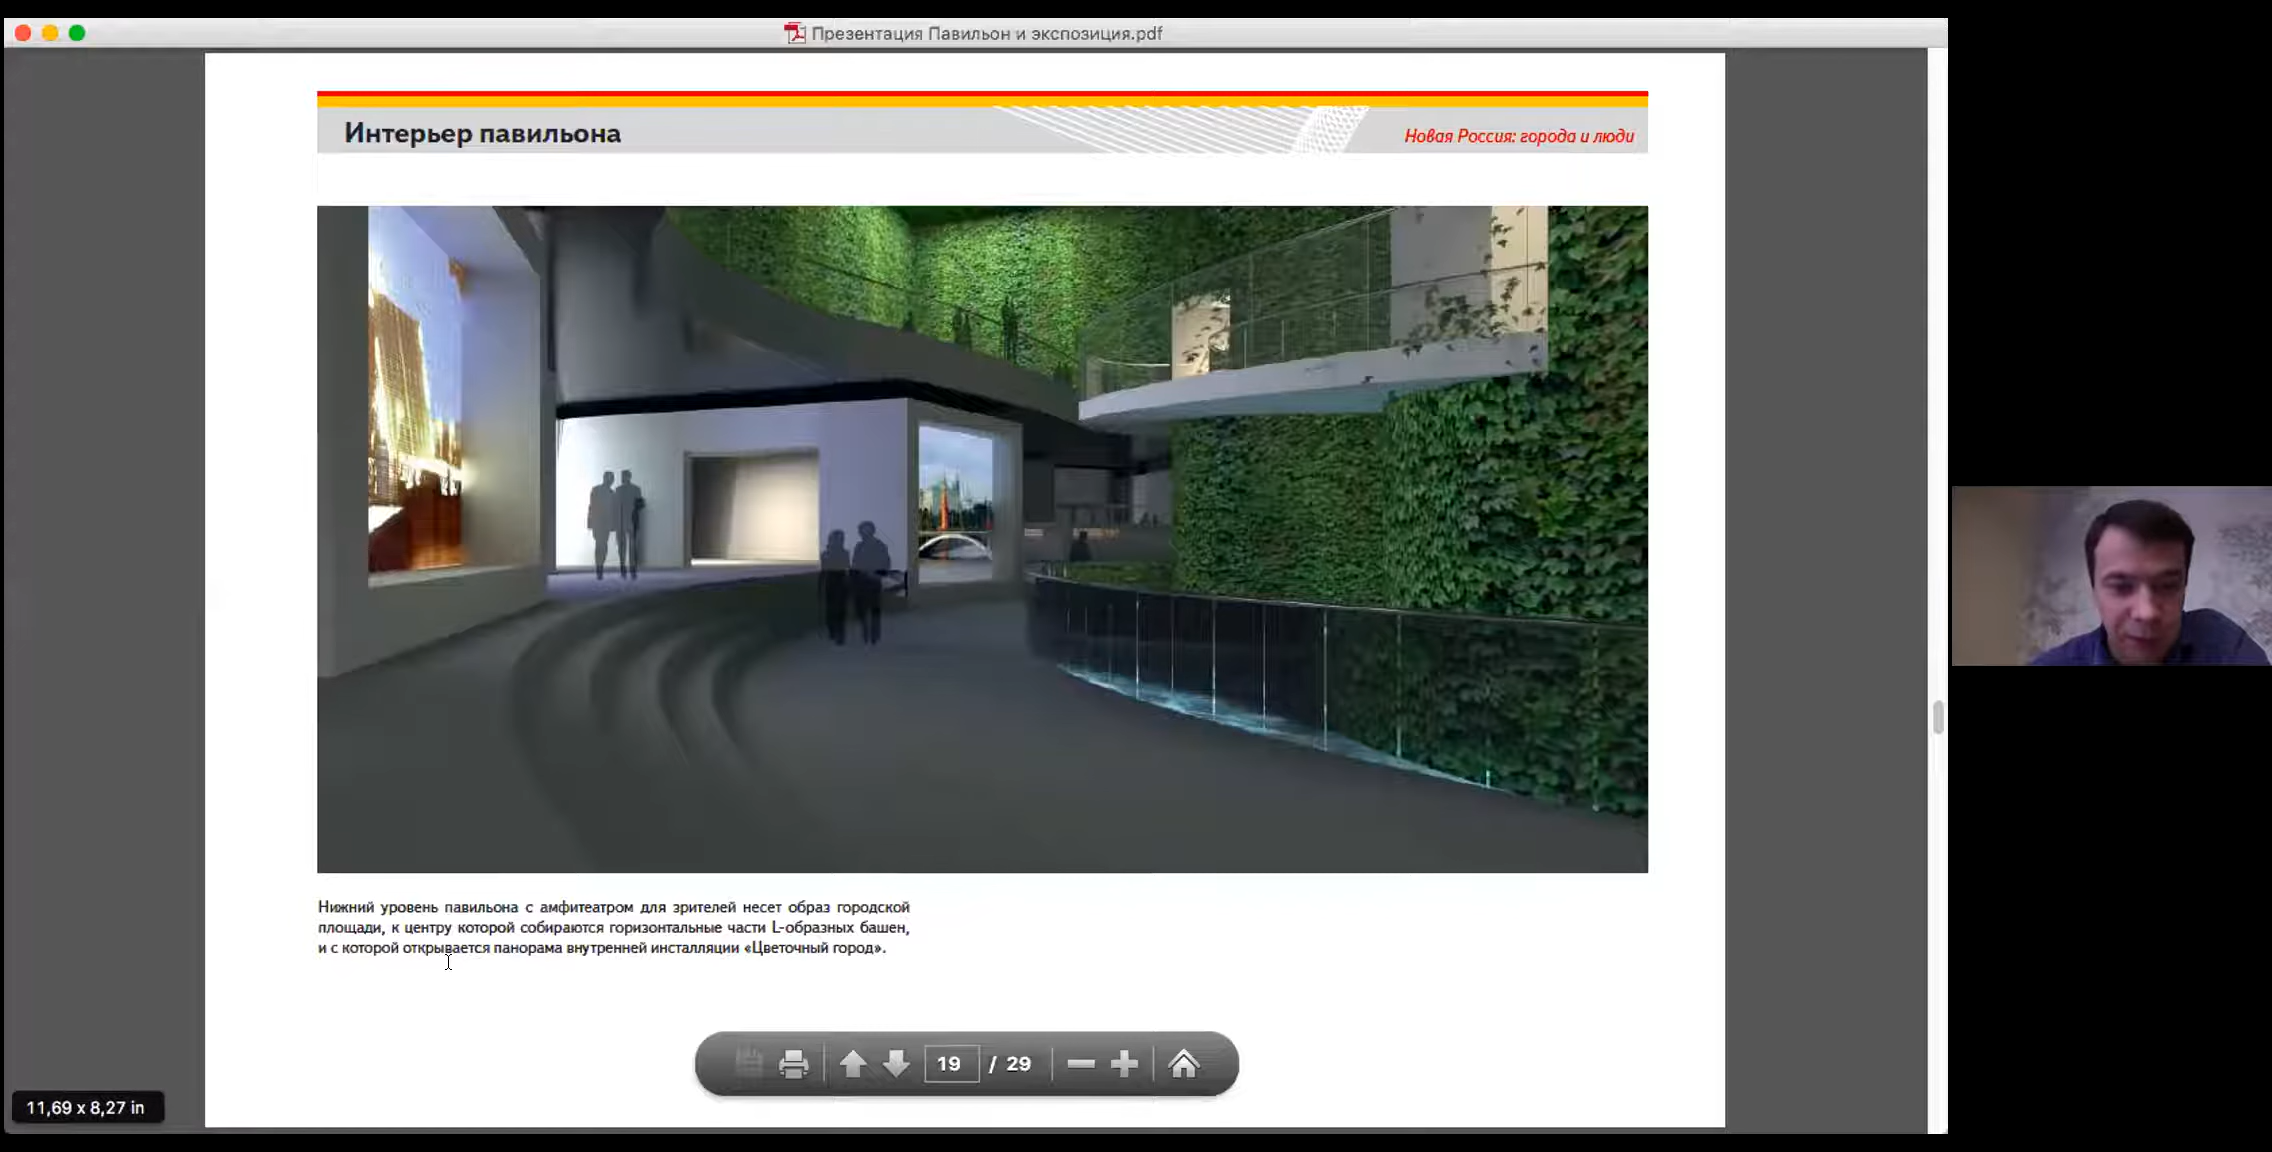 Презентация Павильон и экспозиция.pdf
Интерьер павильона
Новая Россия: города и люди
Нижний уровень павильона с амфитеатром для зрителей несет образ городской
площади, к центру которой собираются горизонтальные части L-образных башен,
и с которой открывается панорама внутренней инсталляции «Цветочный город».
19 / 29
11,69 x 8,27 in